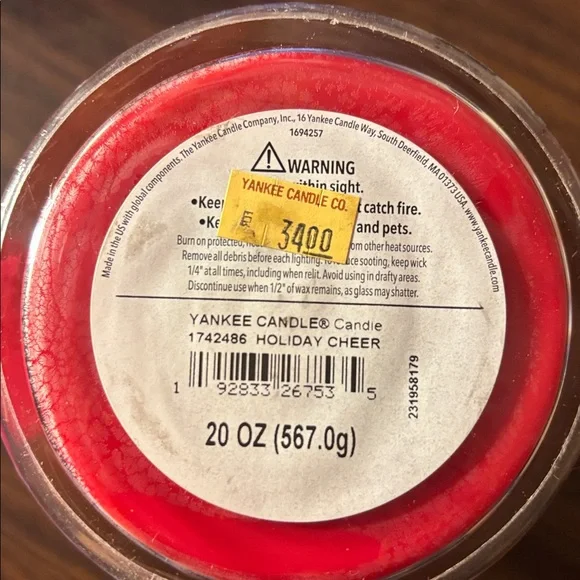 Made in the US with global components. The Yankee Candle Company, Inc., 16 Yankee Candle Way, South Deerfield, MA 01373 USA. www.yankeecandle.com
1694257
WARNING
within sight.
YANKEE CANDLE CO.
•Keep catch fire.
3400
•Ke and pets.
Burn on protected, from other heat sources.
Remove all debris before each lighting. To reduce sooting, keep wick
1/4" at all times, including when relit. Avoid using in drafty areas.
Discontinue use when 1/2" of wax remains, as glass may shatter.
YANKEE CANDLE® Candle
1742486 HOLIDAY CHEER
1 92833 26753 5
231958179
20 OZ (567.0g)